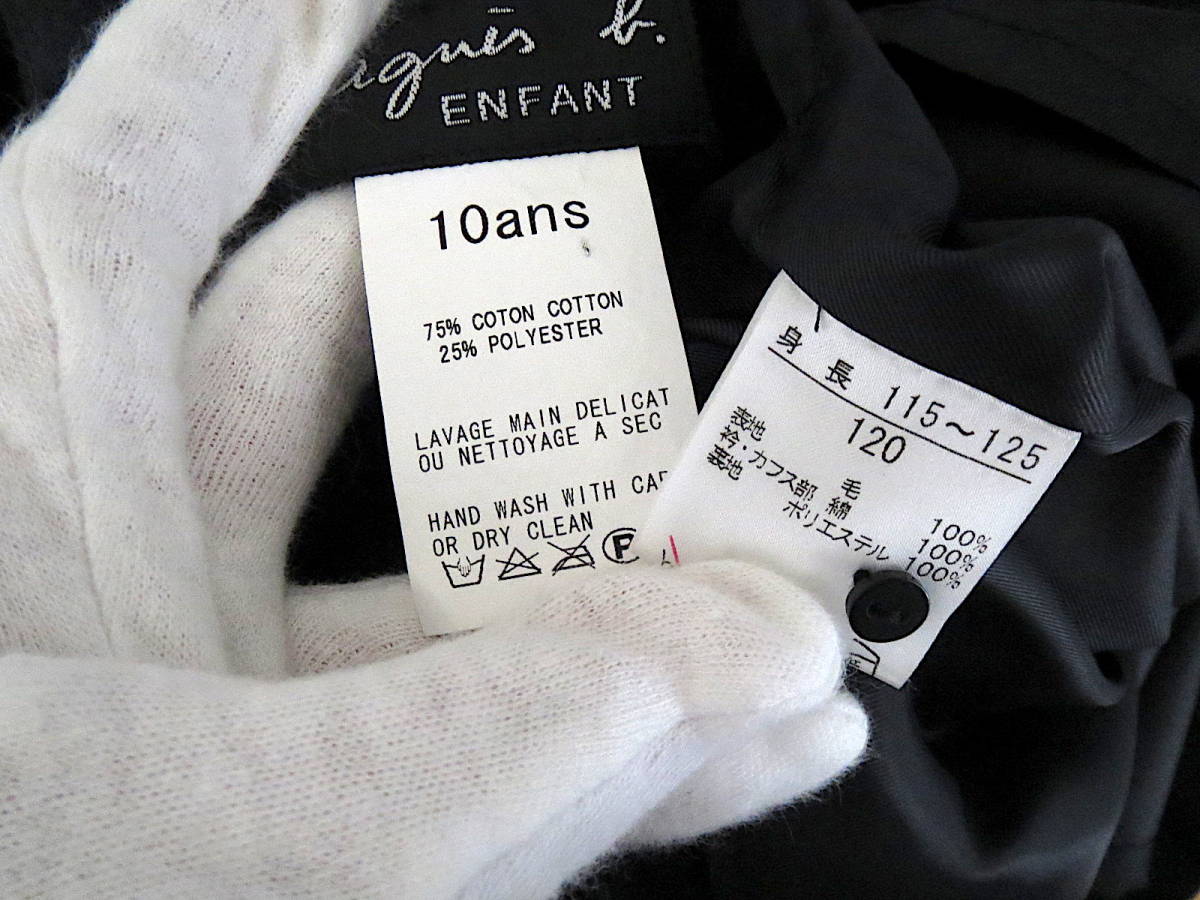 agnès b.
ENFANT
10ans
75% COTON COTTON
25% POLYESTER
LAVAGE MAIN DELICAT
OU NETTOYAGE A SEC
HAND WASH WITH
OR DRY CLEAN
P
身長 115～125
120
表地 毛 100%
衿・カフス部 綿 100%
裏地 ポリエステル 100%